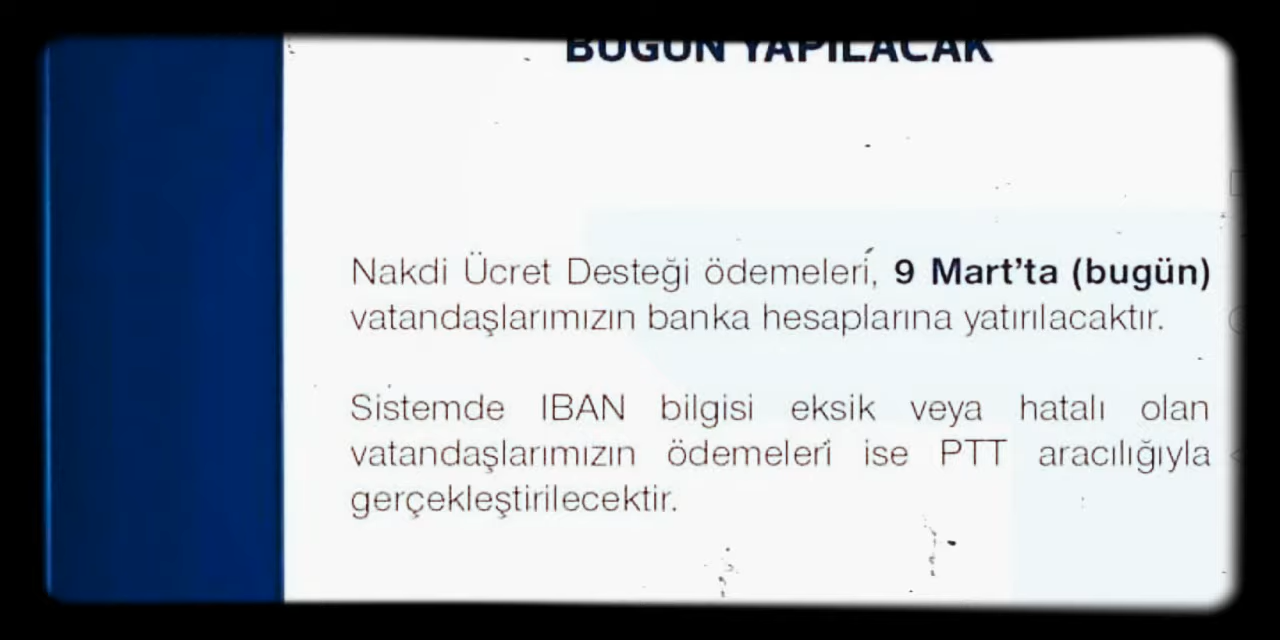 BUGÜN YAPILACAK
Nakdi Ücret Desteği ödemeleri, 9 Mart’ta (bugün)
vatandaşlarımızın banka hesaplarına yatırılacaktır.
Sistemde IBAN bilgisi eksik veya hatalı olan
vatandaşlarımızın ödemeleri ise PTT aracılığıyla
gerçekleştirilecektir.